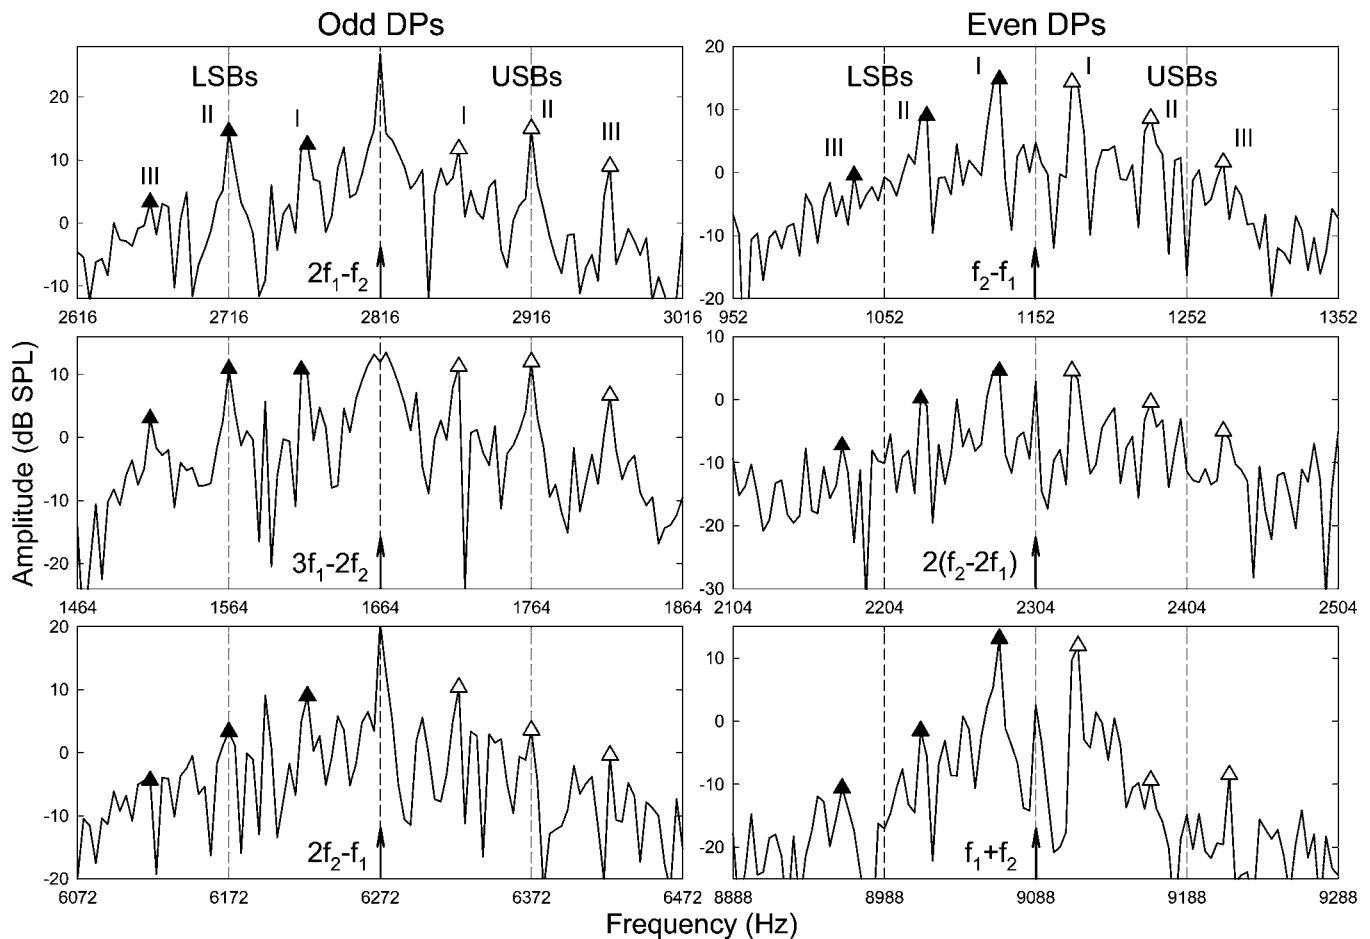 Odd DPs
Even DPs
LSBs
USBs
II
I
I
II
III
III
20
10
0
-10
2f1-f2
2616
2716
2816
2916
3016
LSBs
USBs
I
I
II
II
III
III
20
10
0
-10
-20
f2-f1
952
1052
1152
1252
1352
Amplitude (dB SPL)
10
0
-10
-20
3f1-2f2
1464
1564
1664
1764
1864
10
0
-10
-20
-30
2(f2-2f1)
2104
2204
2304
2404
2504
20
10
0
-10
-20
2f2-f1
6072
6172
6272
6372
6472
10
0
-10
-20
f1+f2
8888
8988
9088
9188
9288
Frequency (Hz)